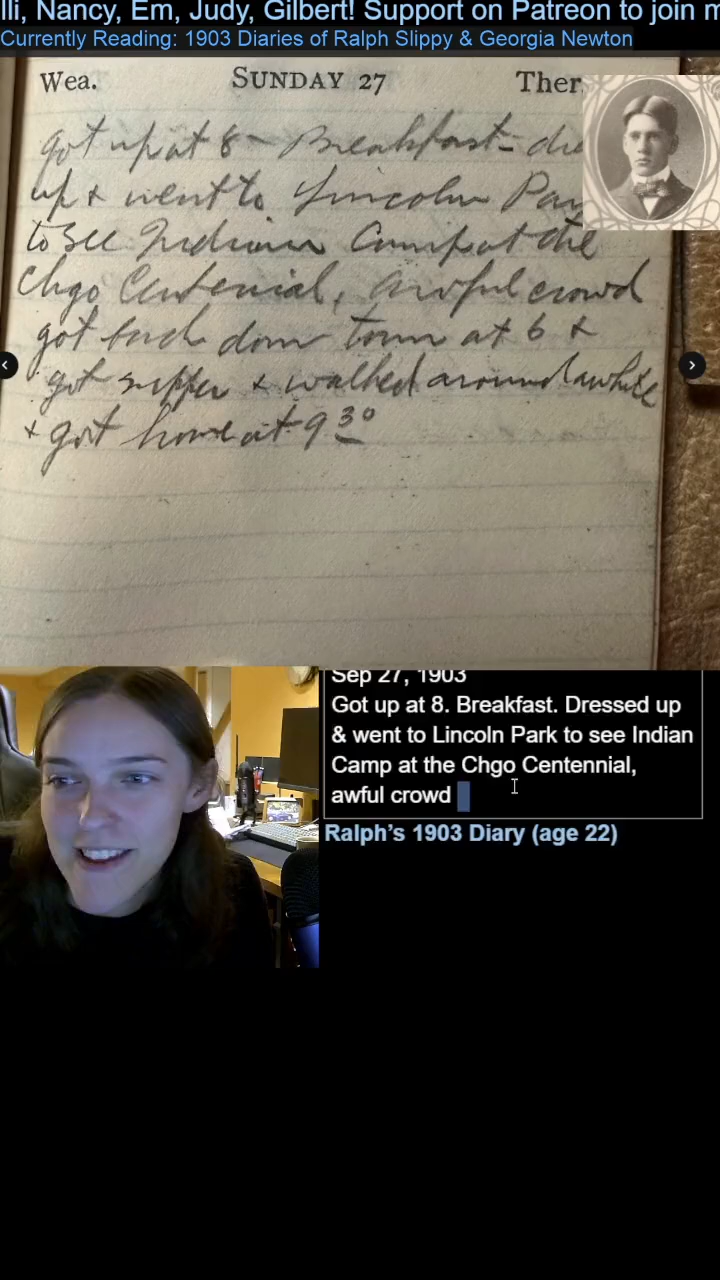 lli, Nancy, Em, Judy, Gilbert! Support on Patreon to join m
Currently Reading: 1903 Diaries of Ralph Slippy & Georgia Newton
Wea. SUNDAY 27 Ther
got up at 8 – Breakfast – dre
up & went to Lincoln Par
to see Indian Camp at the
Chgo Centenial, awful crowd
got back down town at 6 &
got supper & walked around awhile
& got home at 9 30
Sep 27, 1903
Got up at 8. Breakfast. Dressed up
& went to Lincoln Park to see Indian
Camp at the Chgo Centennial,
awful crowd
Ralph’s 1903 Diary (age 22)